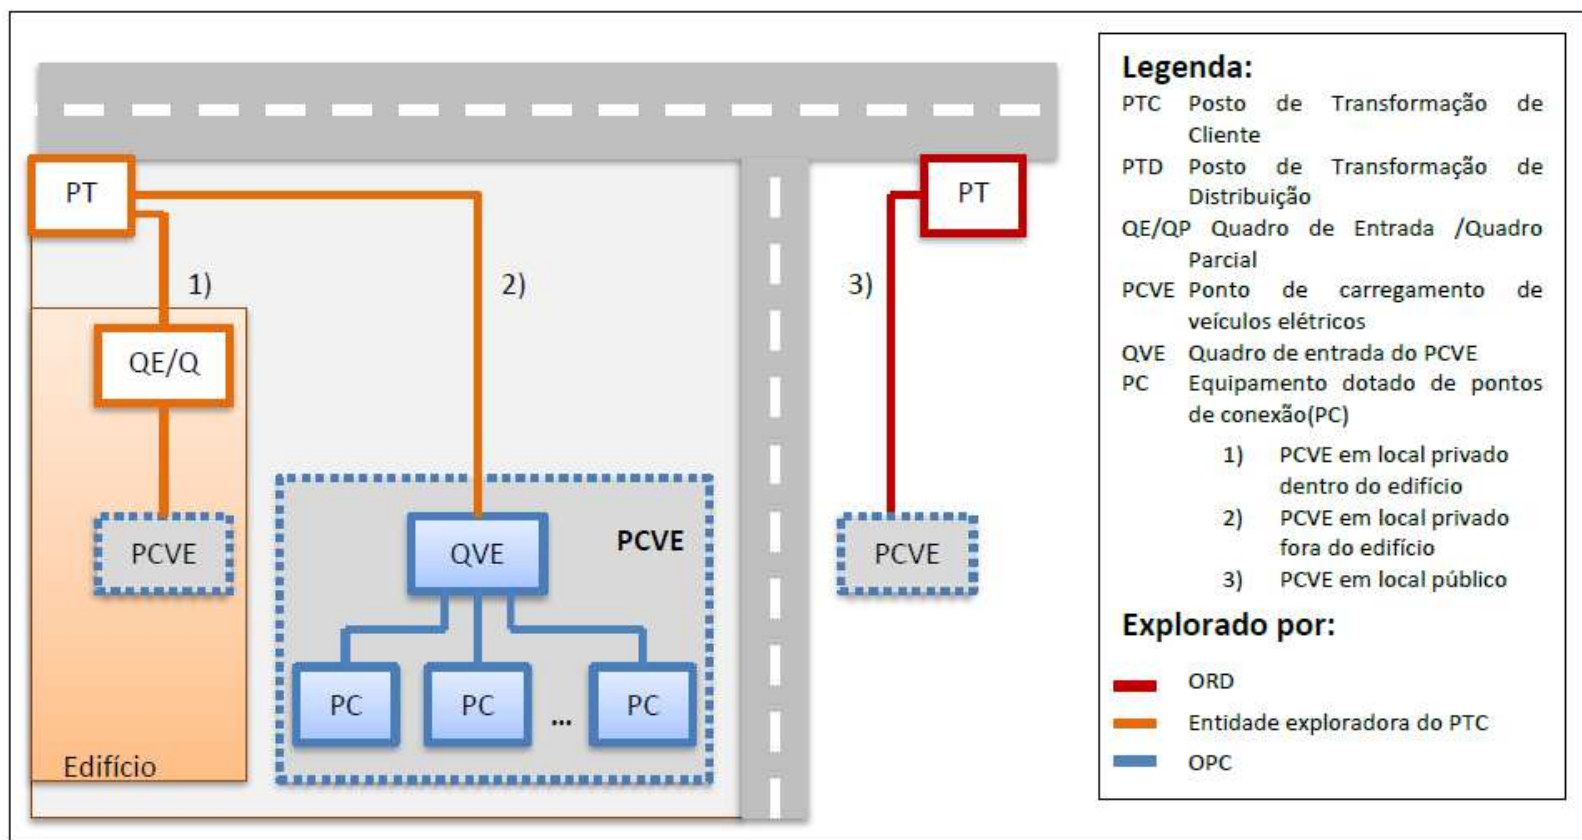 PT
PT
1)
2)
3)
QE/Q
PCVE
QVE
PCVE
PCVE
PC
PC
...
PC
Edifício
Legenda:
PTC Posto de Transformação de
Cliente
PTD Posto de Transformação de
Distribuição
QE/QP Quadro de Entrada /Quadro
Parcial
PCVE Ponto de carregamento de
veículos elétricos
QVE Quadro de entrada do PCVE
PC Equipamento dotado de pontos
de conexão(PC)
1) PCVE em local privado
dentro do edifício
2) PCVE em local privado
fora do edifício
3) PCVE em local público
Explorado por:
ORD
Entidade exploradora do PTC
OPC